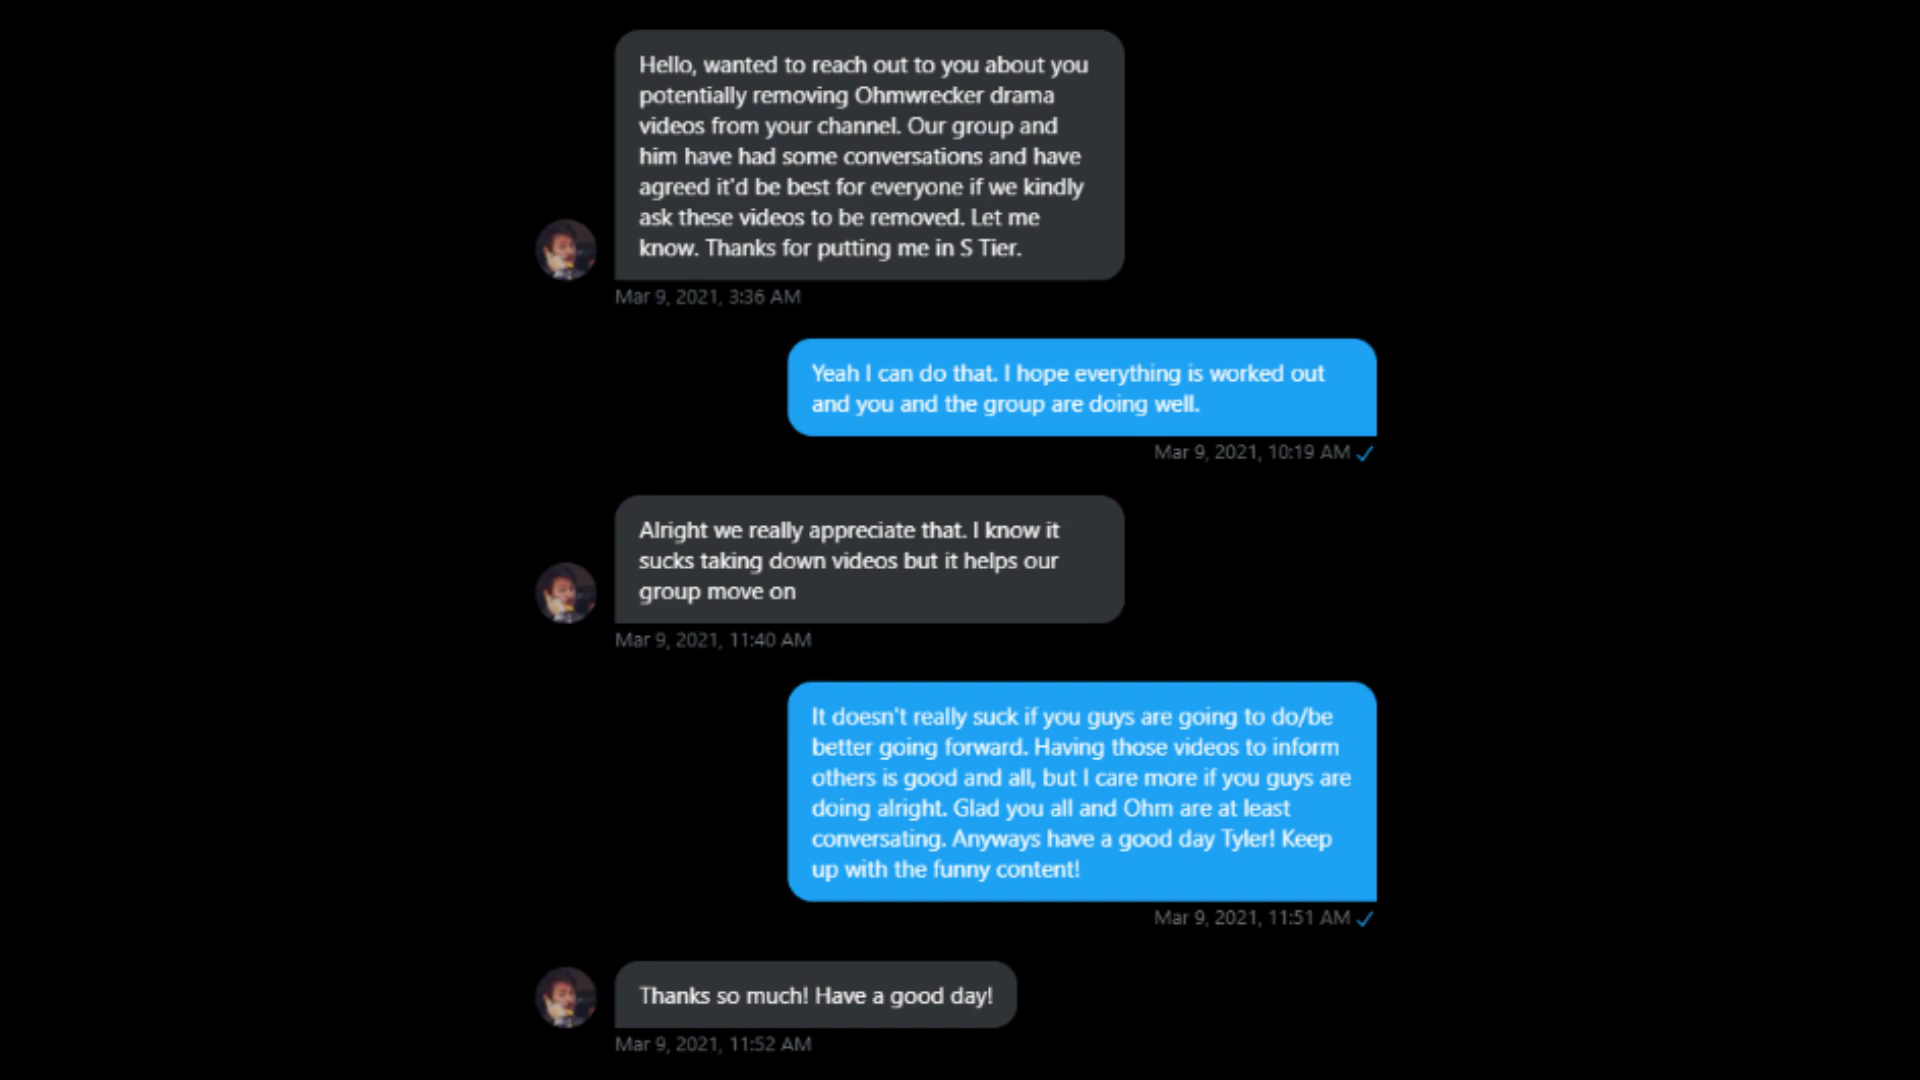 Hello, wanted to reach out to you about you
potentially removing Ohmwrecker drama
videos from your channel. Our group and
him have had some conversations and have
agreed it'd be best for everyone if we kindly
ask these videos to be removed. Let me
know. Thanks for putting me in S Tier.
Mar 9, 2021, 3:36 AM
Yeah I can do that. I hope everything is worked out
and you and the group are doing well.
Mar 9, 2021, 10:19 AM
Alright we really appreciate that. I know it
sucks taking down videos but it helps our
group move on
Mar 9, 2021, 11:40 AM
It doesn't really suck if you guys are going to do/be
better going forward. Having those videos to inform
others is good and all, but I care more if you guys are
doing alright. Glad you all and Ohm are at least
conversating. Anyways have a good day Tyler! Keep
up with the funny content!
Mar 9, 2021, 11:51 AM
Thanks so much! Have a good day!
Mar 9, 2021, 11:52 AM